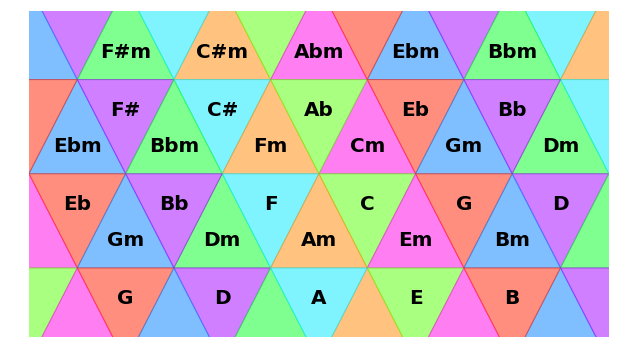 F#m C#m Abm Ebm Bbm
F# C# Ab Eb Bb
Ebm Bbm Fm Cm Gm Dm
Eb Bb F C G D
Gm Dm Am Em Bm
G D A E B